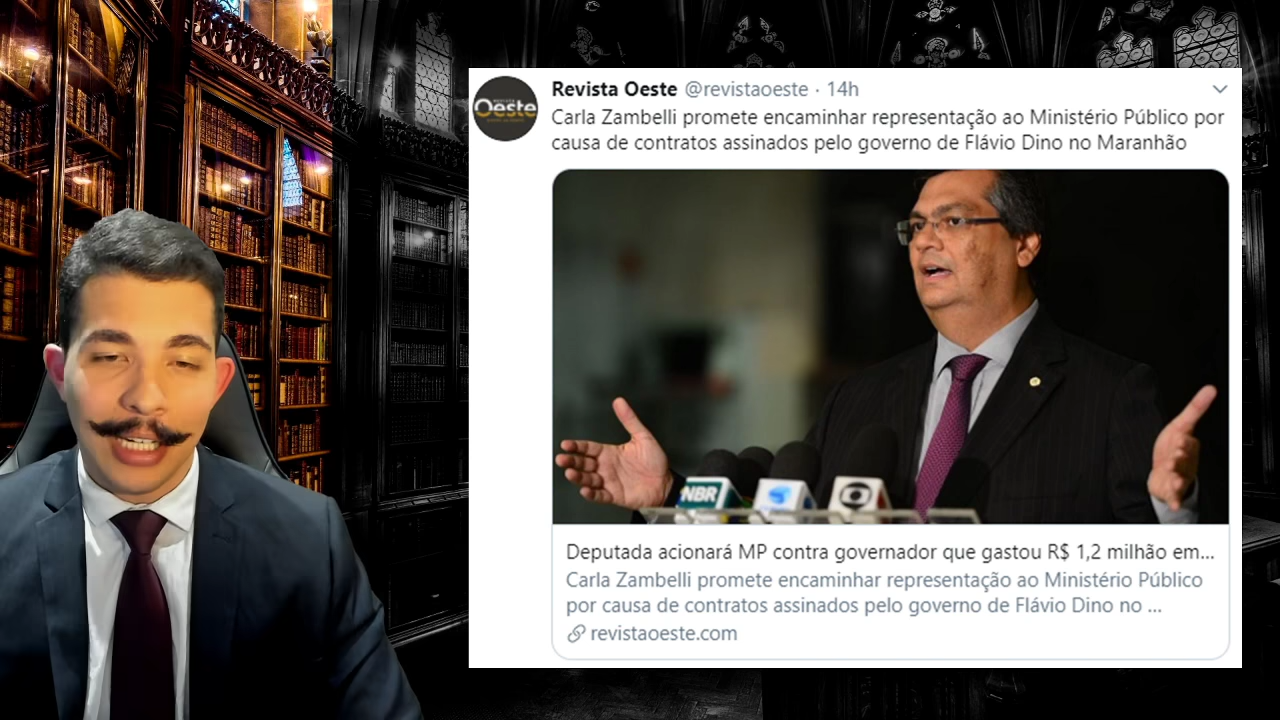 Revista Oeste @revistaoeste · 14h
Carla Zambelli promete encaminhar representação ao Ministério Público por
causa de contratos assinados pelo governo de Flávio Dino no Maranhão
Oeste
NBR
Deputada acionará MP contra governador que gastou R$ 1,2 milhão em...
Carla Zambelli promete encaminhar representação ao Ministério Público
por causa de contratos assinados pelo governo de Flávio Dino no ...
revistaoeste.com